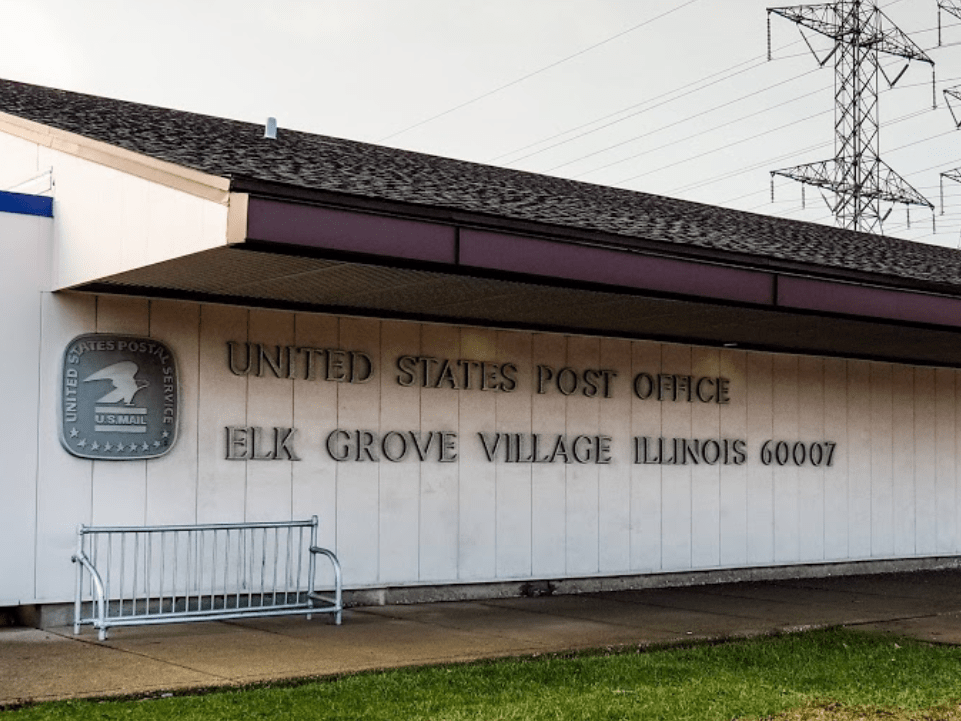 UNITED STATES POSTAL SERVICE
U.S. MAIL
UNITED STATES POST OFFICE
ELK GROVE VILLAGE ILLINOIS 60007